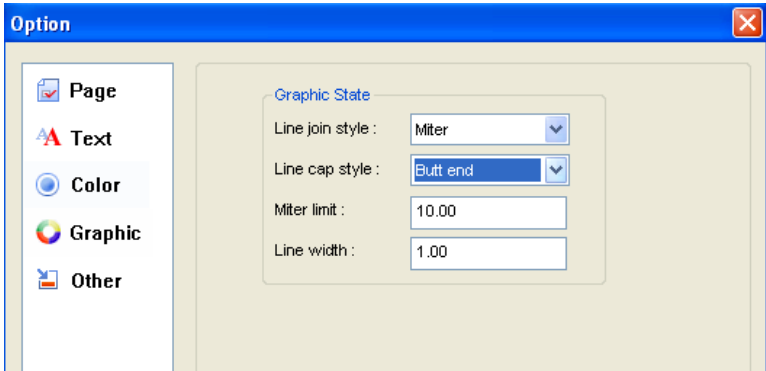 Option
Page
Text
Color
Graphic
Other
Graphic State
Line join style : Miter
Line cap style : Butt end
Miter limit : 10.00
Line width : 1.00